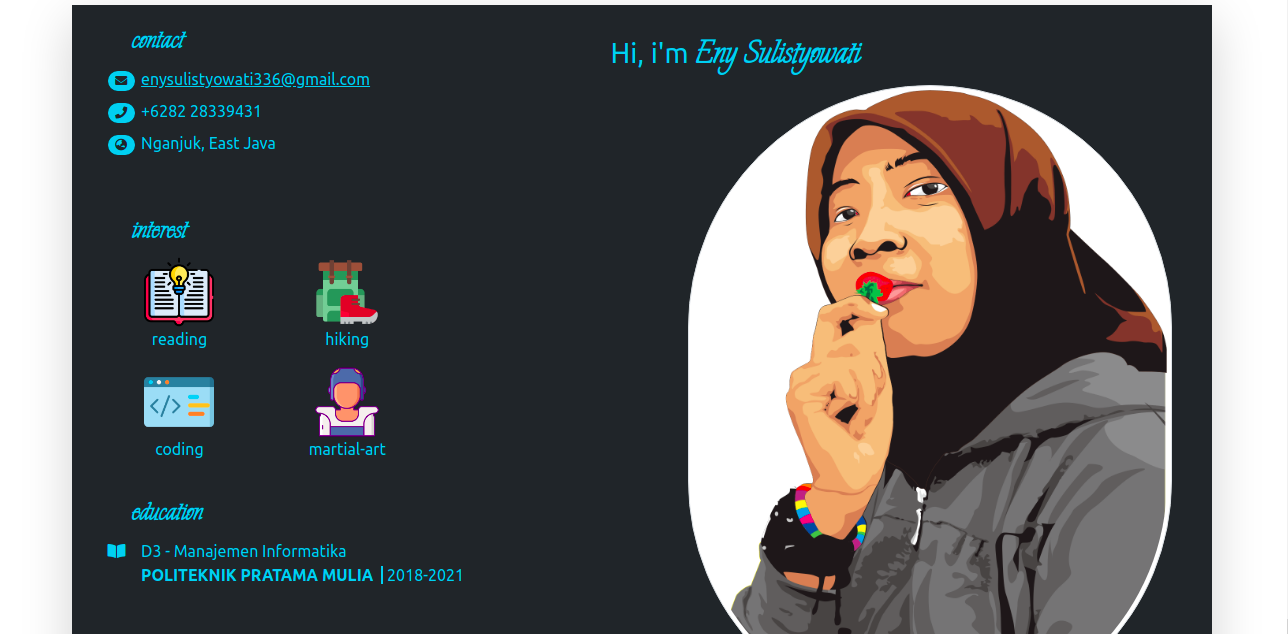 contact
enysulistyowati336@gmail.com
+6282 28339431
Nganjuk, East Java
interest
reading
hiking
coding
martial-art
education
D3 - Manajemen Informatika
POLITEKNIK PRATAMA MULIA | 2018-2021
Hi, i'm Eny Sulistyowati